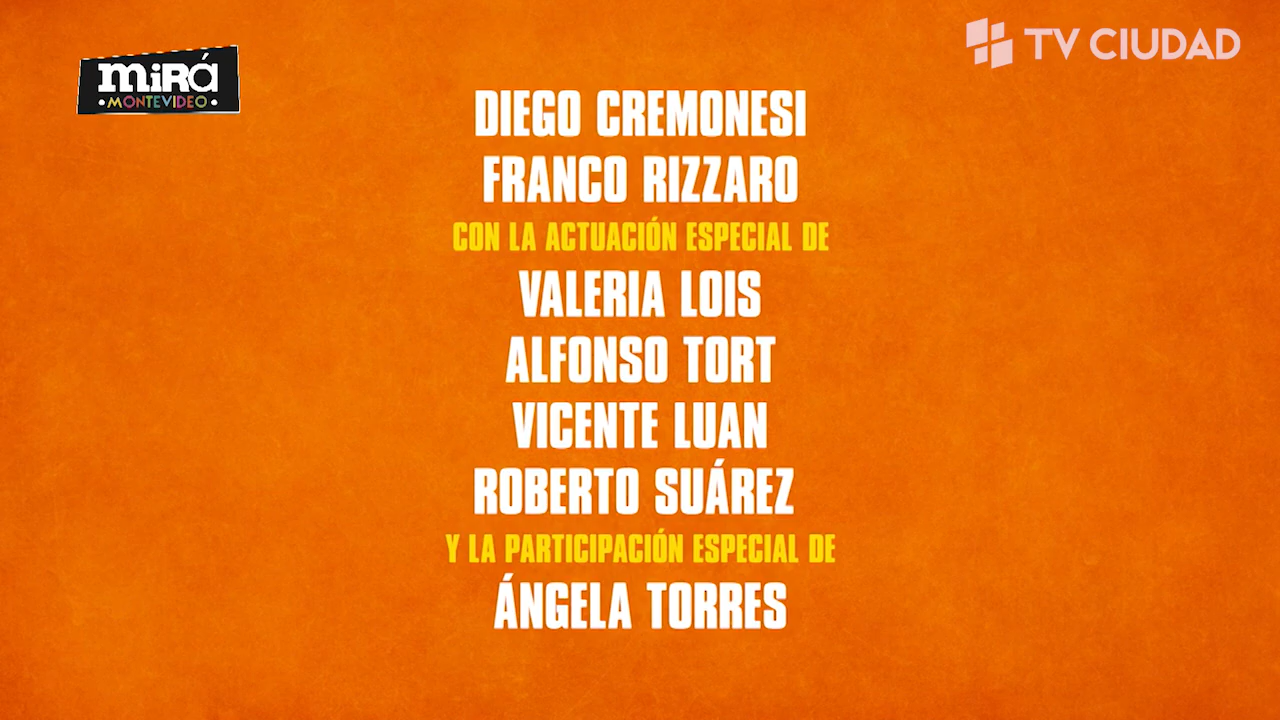 mirá
• MONTEVIDEO •
TV CIUDAD
DIEGO CREMONESI
FRANCO RIZZARO
CON LA ACTUACIÓN ESPECIAL DE
VALERIA LOIS
ALFONSO TORT
VICENTE LUAN
ROBERTO SUÁREZ
Y LA PARTICIPACIÓN ESPECIAL DE
ÁNGELA TORRES